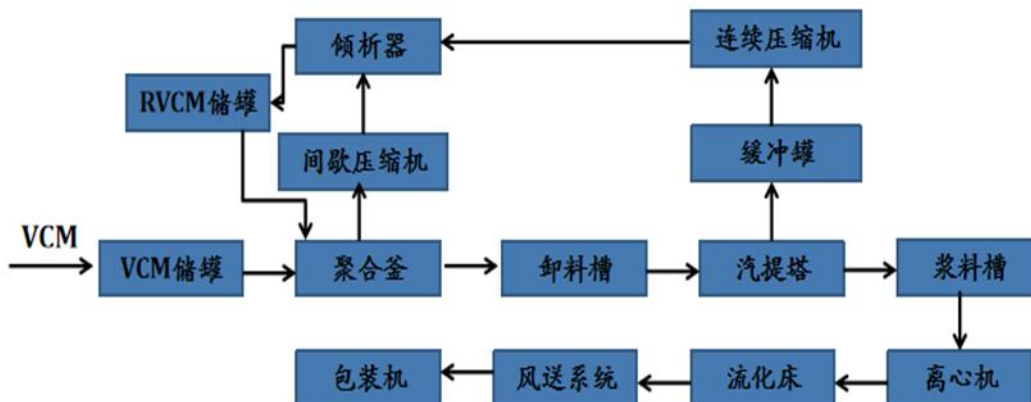 倾析器
连续压缩机
RVCM储罐
间歇压缩机
缓冲罐
VCM
VCM储罐
聚合釜
卸料槽
汽提塔
浆料槽
包装机
风送系统
流化床
离心机